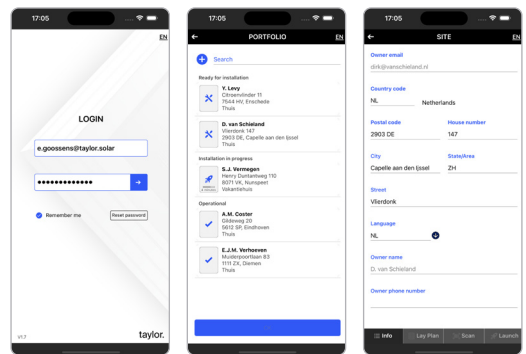 17:05
EN
LOGIN
e.goossens@taylor.solar
Remember me
Reset password
V1.7
taylor.
17:05
PORTFOLIO
EN
Search
Ready for installation
Y. Levy
Citroenvlinder 11
7544 HV, Enschede
Thuis
D. van Schieland
Vlierdonk 147
2903 DE, Capelle aan den Ijssel
Thuis
Installation in progress
S.J. Vermegen
Henry Duntantweg 110
8071 VK, Nunspeet
Vakantiehuis
Operational
A.M. Coster
Gildeweg 20
5612 SP, Eindhoven
Thuis
E.J.M. Verhoeven
Muiderpoortlaan 83
1111 ZX, Diemen
Thuis
17:05
SITE
EN
Owner email
dirk@vanschieland.nl
Country code
NL
Netherlands
Postal code
House number
2903 DE
147
City
State/Area
Capelle aan den Ijssel
ZH
Street
Vlierdonk
Language
NL
Owner name
D. van Schieland
Owner phone number
Info
Lay Plan
Scan
Launch